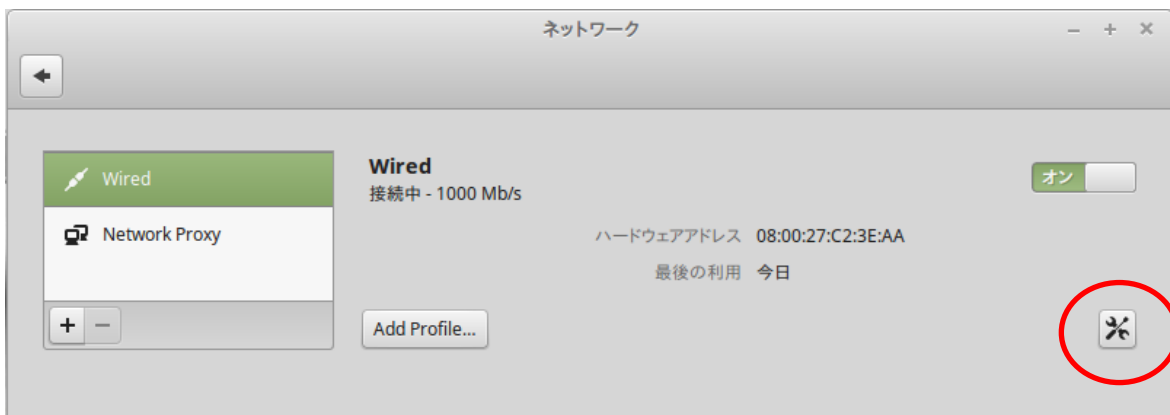 ネットワーク
Wired
Network Proxy
Wired
接続中 - 1000 Mb/s
オン
ハードウェアアドレス 08:00:27:C2:3E:AA
最後の利用 今日
Add Profile...